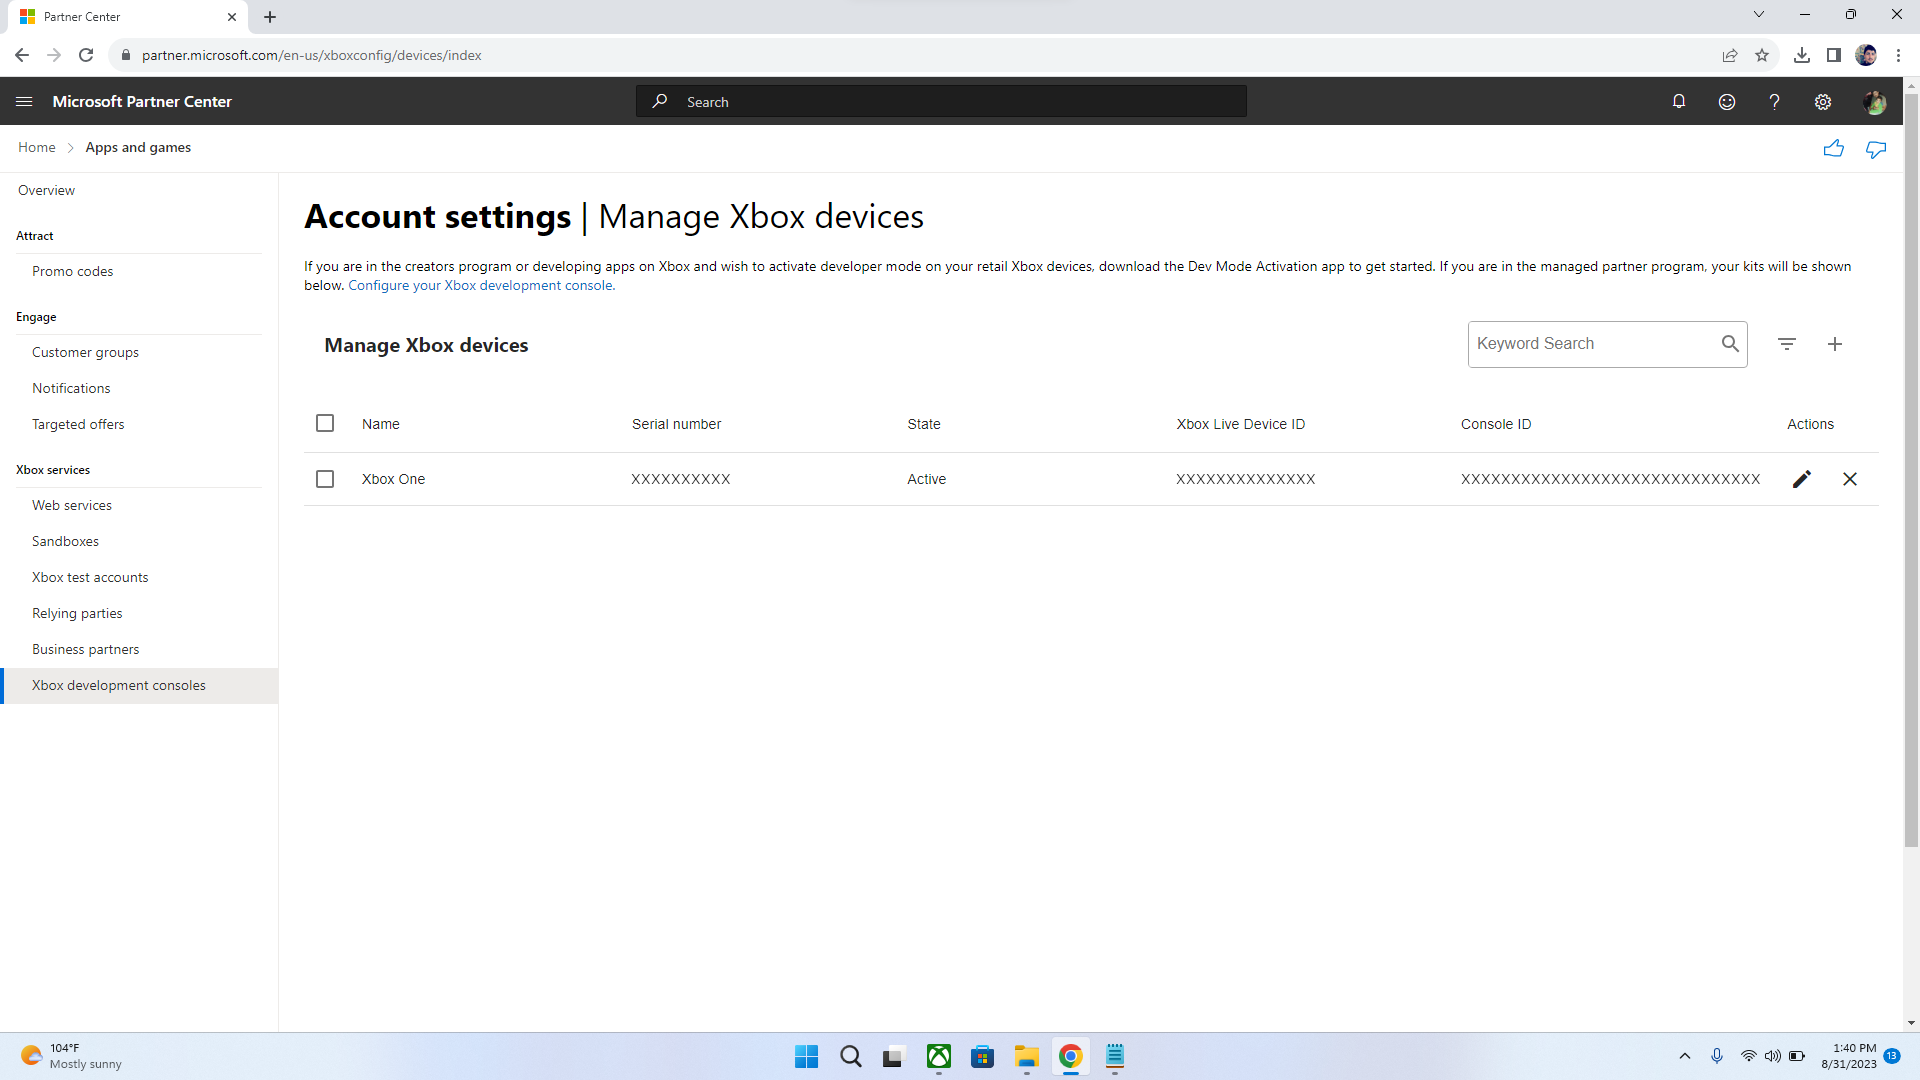 Partner Center
partner.microsoft.com/en-us/xboxconfig/devices/index
Microsoft Partner Center
Search
Home
Apps and games
Overview
Attract
Promo codes
Engage
Customer groups
Notifications
Targeted offers
Xbox services
Web services
Sandboxes
Xbox test accounts
Relying parties
Business partners
Xbox development consoles
Account settings | Manage Xbox devices
If you are in the creators program or developing apps on Xbox and wish to activate developer mode on your retail Xbox devices, download the Dev Mode Activation app to get started. If you are in the managed partner program, your kits will be shown
below. Configure your Xbox development console.
Manage Xbox devices
Keyword Search
Name Serial number State Xbox Live Device ID Console ID Actions
Xbox One XXXXXXXXXX Active XXXXXXXXXXXXXX XXXXXXXXXXXXXXXXXXXXXXXXXXXXXX
104°F
Mostly sunny
1:40 PM
8/31/2023
13